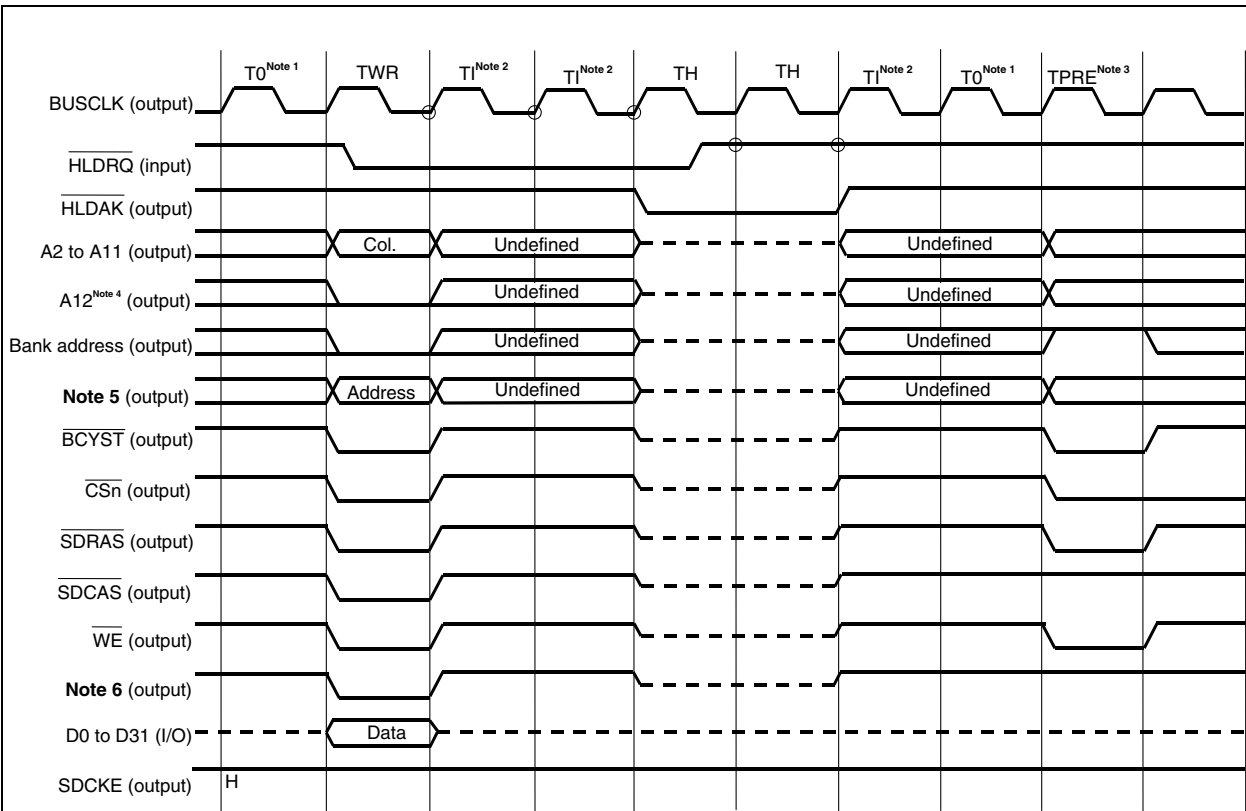 T0Note 1 TWR TINote 2 TINote 2 TH TH TINote 2 T0Note 1 TPRENote 3
BUSCLK (output)
HLDRQ (input)
HLDAK (output)
A2 to A11 (output) Col. Undefined Undefined
A12Note 4 (output) Undefined Undefined
Bank address (output) Undefined Undefined
Note 5 (output) Address Undefined Undefined
BCYST (output)
CSn (output)
SDRAS (output)
SDCAS (output)
WE (output)
Note 6 (output)
D0 to D31 (I/O) Data
SDCKE (output) H